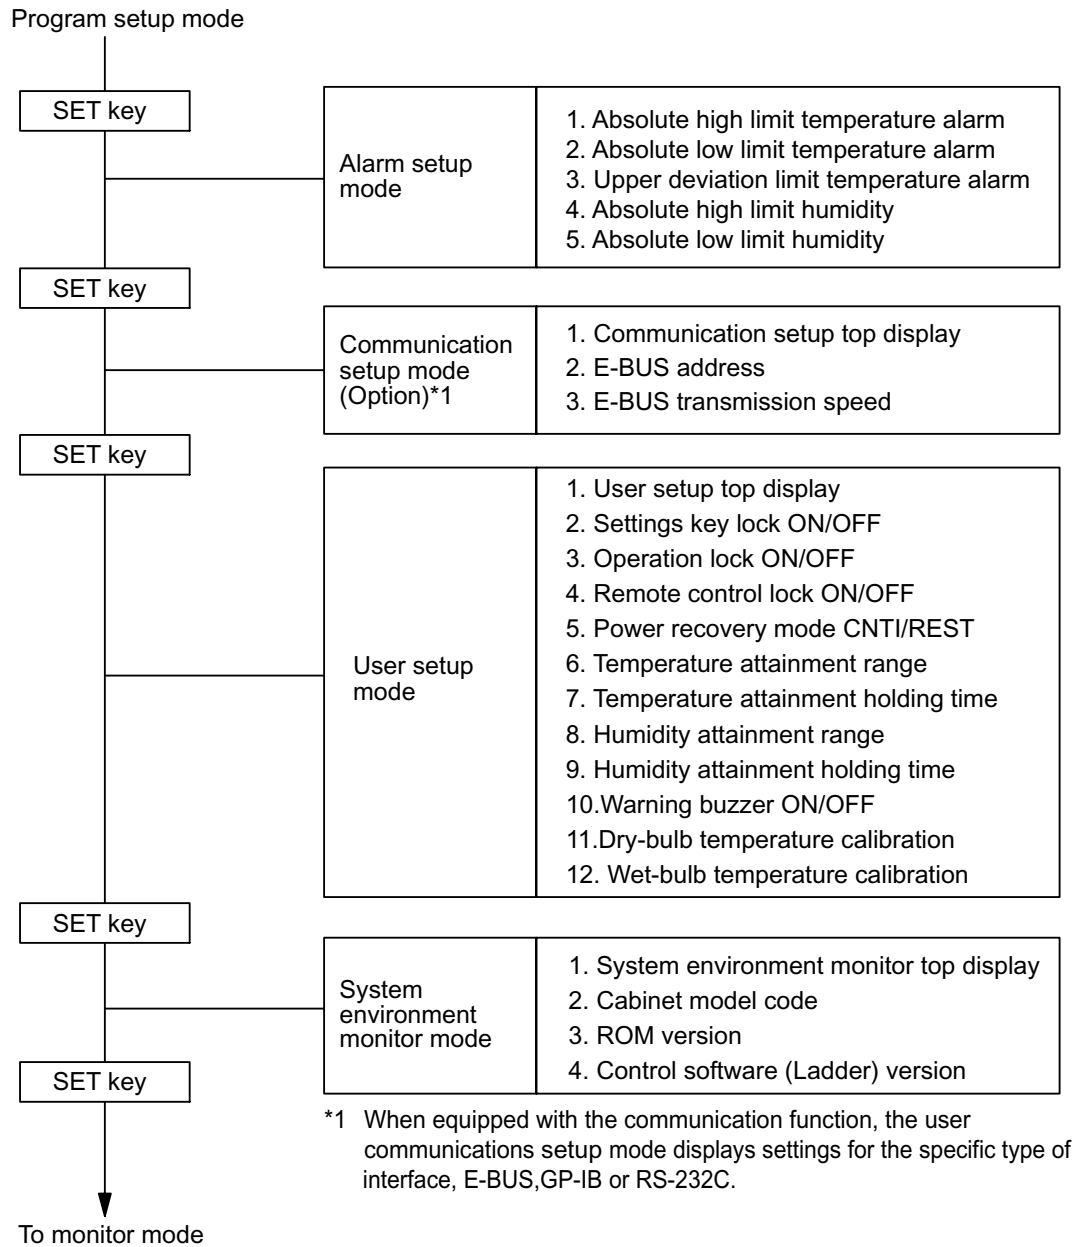 Program setup mode
SET key
Alarm setup
mode
1. Absolute high limit temperature alarm
2. Absolute low limit temperature alarm
3. Upper deviation limit temperature alarm
4. Absolute high limit humidity
5. Absolute low limit humidity
SET key
Communication
setup mode
(Option)*1
1. Communication setup top display
2. E-BUS address
3. E-BUS transmission speed
SET key
User setup
mode
1. User setup top display
2. Settings key lock ON/OFF
3. Operation lock ON/OFF
4. Remote control lock ON/OFF
5. Power recovery mode CNTI/REST
6. Temperature attainment range
7. Temperature attainment holding time
8. Humidity attainment range
9. Humidity attainment holding time
10.Warning buzzer ON/OFF
11.Dry-bulb temperature calibration
12. Wet-bulb temperature calibration
SET key
System
environment
monitor mode
1. System environment monitor top display
2. Cabinet model code
3. ROM version
4. Control software (Ladder) version
SET key
*1 When equipped with the communication function, the user
communications setup mode displays settings for the specific type of
interface, E-BUS,GP-IB or RS-232C.
To monitor mode